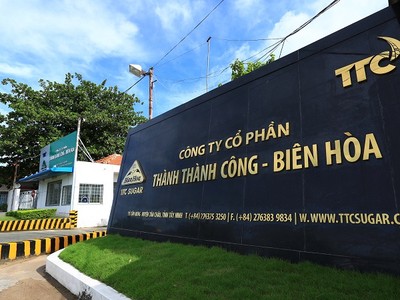 TTC
CÔNG TY CỔ PHẦN
THÀNH THÀNH CÔNG - BIÊN HÒA
TTC SUGAR
T (+84) 276375 3250 | F. (+84) 276383 9834 | W. WWW.TTCSUGAR.C